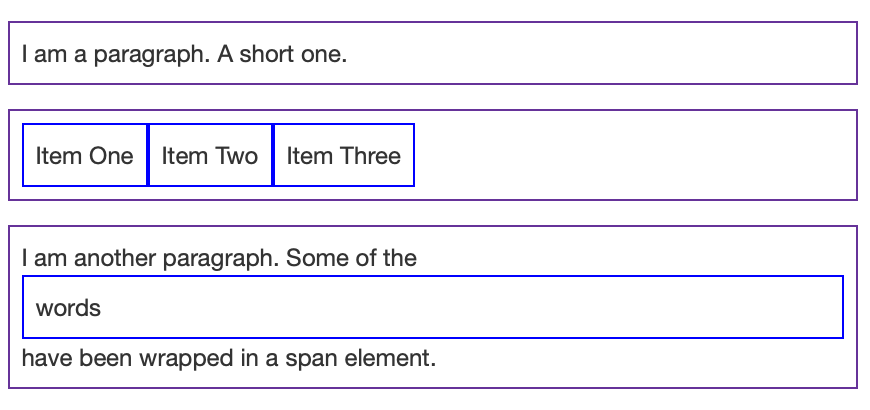 I am a paragraph. A short one.
Item One Item Two Item Three
I am another paragraph. Some of the
words
have been wrapped in a span element.